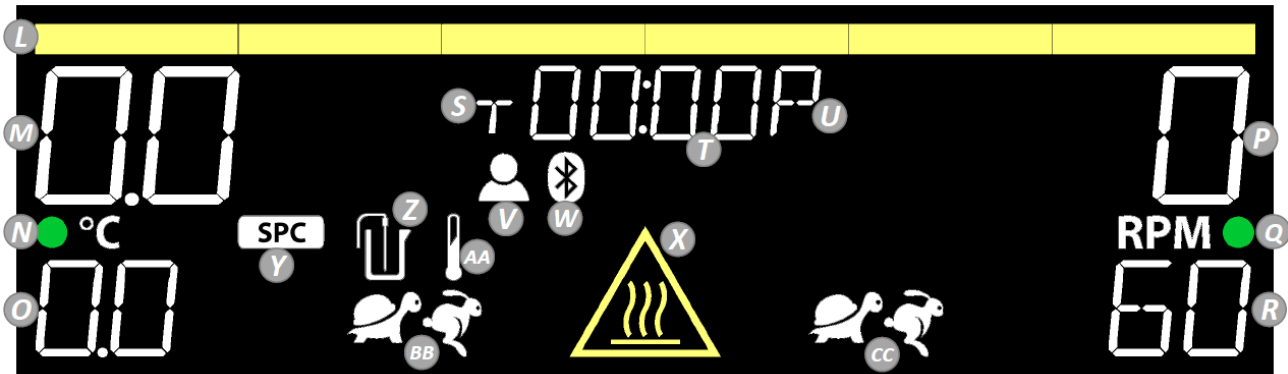 L
M 0.0 S T 00:00P U T 0 P
V W
N °C SPC Y Z AA X RPM Q
O 0.0 BB CC 60 R